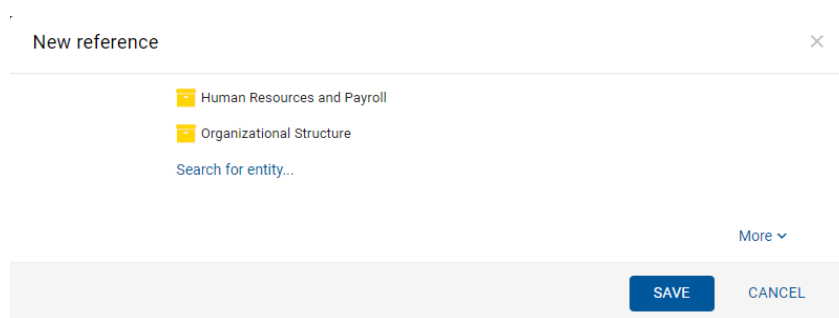 New reference
Human Resources and Payroll
Organizational Structure
Search for entity...
More
SAVE CANCEL